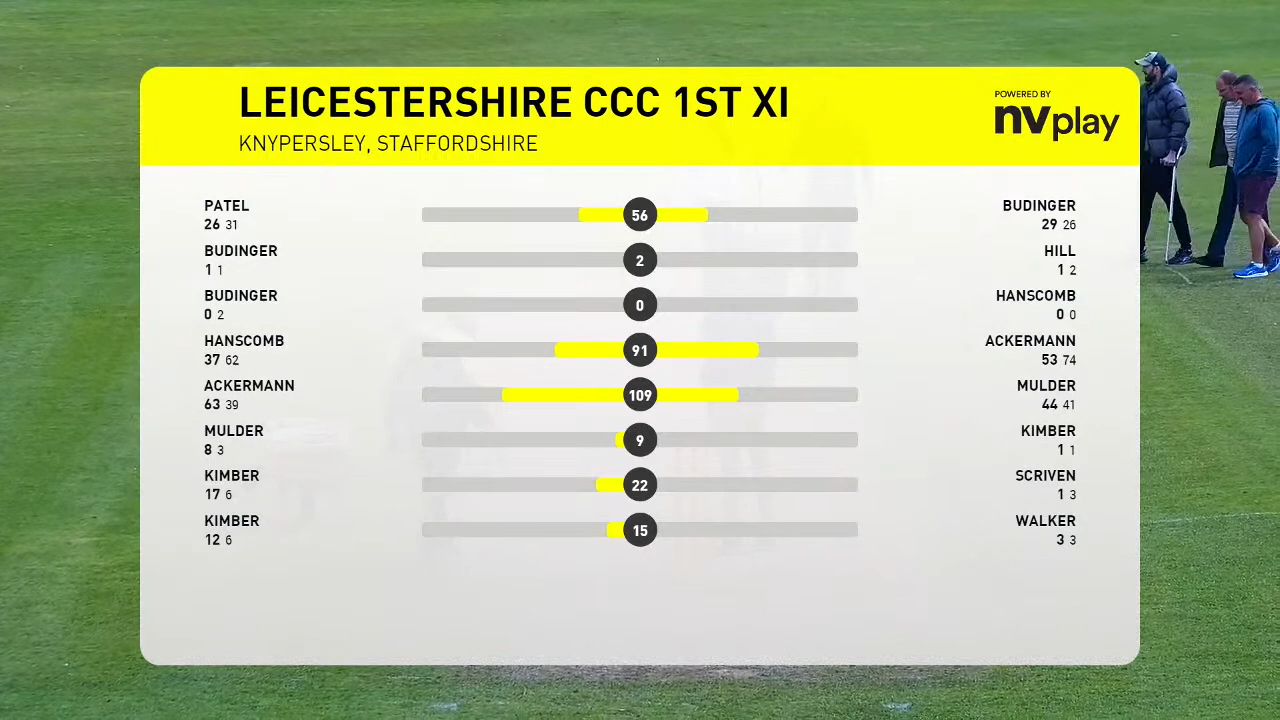 LEICESTERSHIRE CCC 1ST XI
KNYPERSLEY, STAFFORDSHIRE
POWERED BY
nvplay
PATEL
26 31
56
BUDINGER
29 26
BUDINGER
1 1
2
HILL
1 2
BUDINGER
0 2
0
HANSCOMB
0 0
HANSCOMB
37 62
91
ACKERMANN
53 74
ACKERMANN
63 39
109
MULDER
44 41
MULDER
8 3
9
KIMBER
1 1
KIMBER
17 6
22
SCRIVEN
1 3
KIMBER
12 6
15
WALKER
3 3